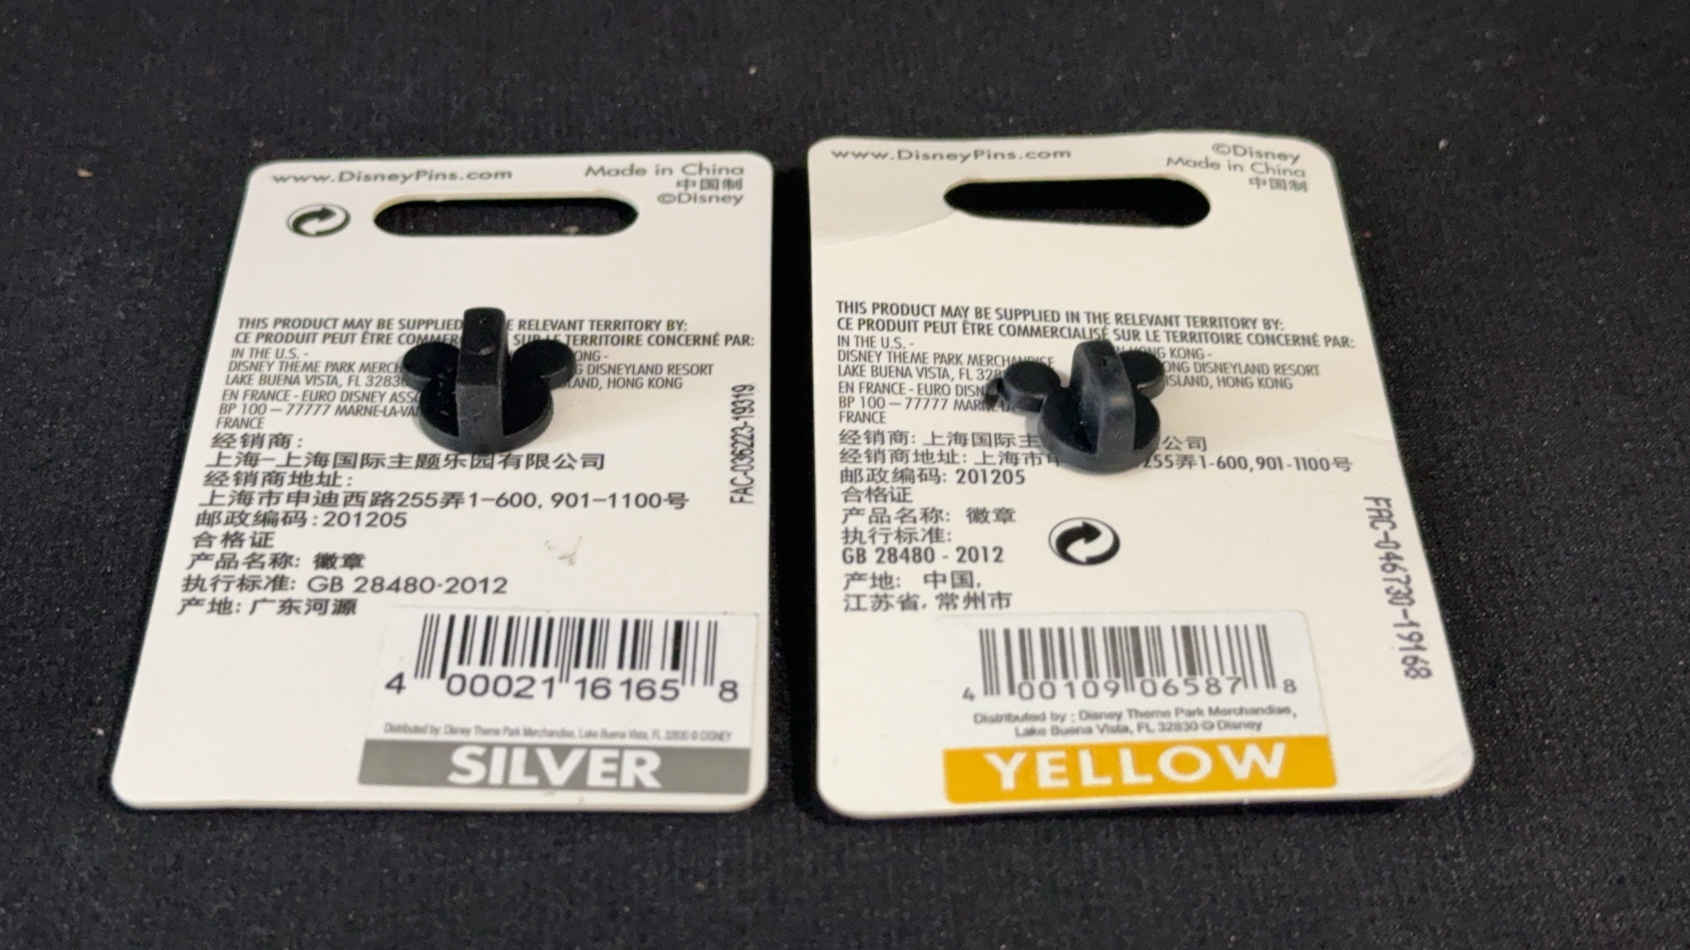 www.DisneyPins.com
Made in China
中国制
©Disney
THIS PRODUCT MAY BE SUPPLIED RELEVANT TERRITORY BY:
CE PRODUIT PEUT ÊTRE TERRITOIRE CONCERNÉ PAR:
IN THE U.S. -
DISNEY THEME PARK DISNEYLAND RESORT
LAKE BUENA VISTA, FL HONG KONG
EN FRANCE - EURO DISNEY
BP 100 — 77777
FRANCE
经销商:
上海-上海国际主题乐园有限公司
经销商地址:
上海市申迪西路255弄1-600, 901-1100号
邮政编码:201205
合格证
产品名称: 徽章
执行标准: GB 28480-2012
产地: 广东河源
FAC-036223-19319
4 00021 16165 8
Distributed by: Disney Theme Park Merchandise, Lake Buena Vista, FL 32830 © DISNEY
SILVER
www.DisneyPins.com
©Disney
Made in China
中国制
THIS PRODUCT MAY BE SUPPLIED IN THE RELEVANT TERRITORY BY:
CE PRODUIT PEUT ÊTRE COMMERCIALISÉ SUR LE TERRITOIRE CONCERNÉ PAR:
IN THE U.S. - KONG -
DISNEY THEME PARK DISNEYLAND RESORT
LAKE BUENA VISTA, FL ISLAND, HONG KONG
EN FRANCE - EURO
BP 100 — 77777
FRANCE
经销商: 上海国际主 公司
经销商地址: 上海市 255弄1-600,901-1100号
邮政编码: 201205
合格证
产品名称: 徽章
执行标准:
GB 28480 - 2012
产地: 中国,
江苏省, 常州市
FAC-046730-19168
4 00109 06587 8
Distributed by : Disney Theme Park Merchandise,
Lake Buena Vista, FL 32830 © Disney
YELLOW